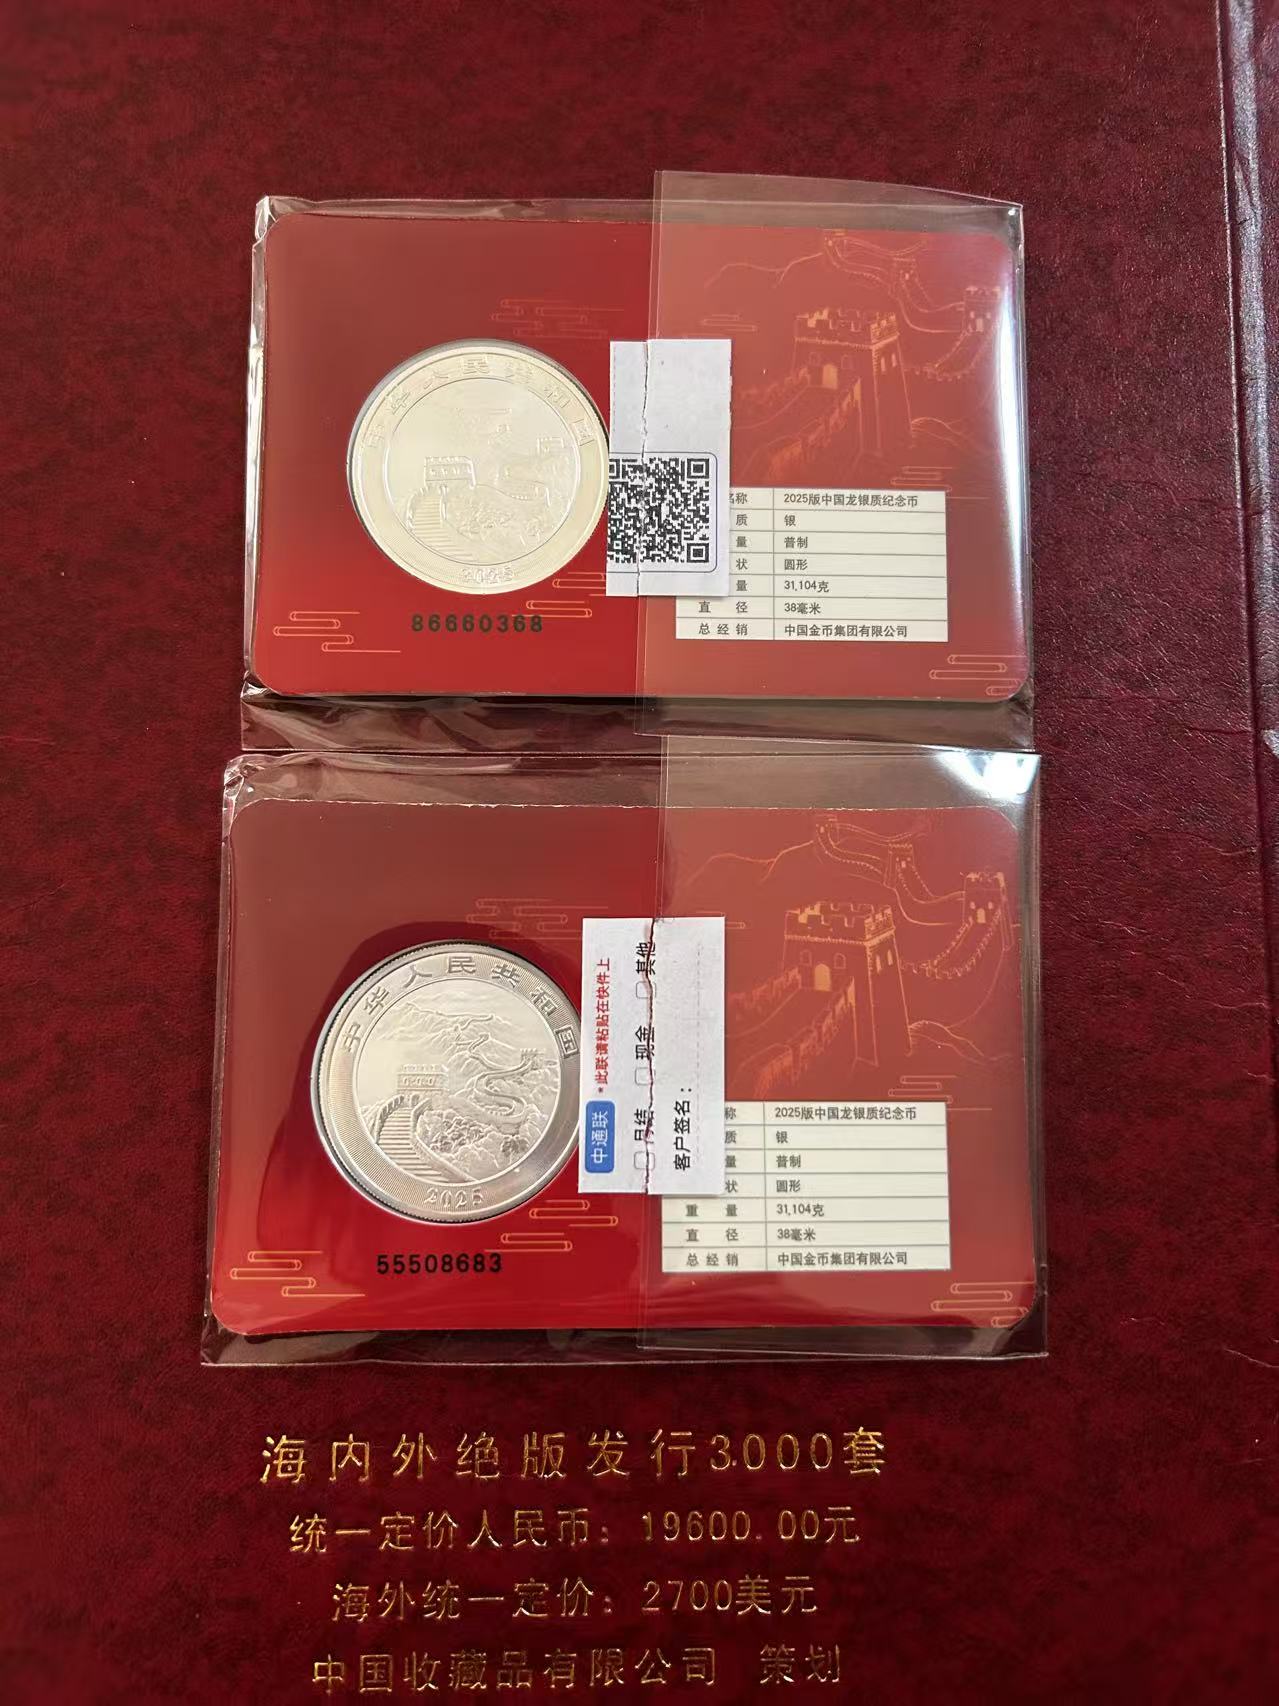 中华人民共和国
2025
86660368
名称 2025版中国龙银质纪念币
质 银
量 普制
状 圆形
量 31.104克
直径 38毫米
总经销 中国金币集团有限公司
中华人民共和国
2025
55508683
中通联
*此联请粘贴在快件上
月结 现金 其他
客户签名：
称 2025版中国龙银质纪念币
质 银
量 普制
状 圆形
重量 31.104克
直径 38毫米
总经销 中国金币集团有限公司
海内外绝版发行3000套
统一定价人民币：19600.00元
海外统一定价：2700美元
中国收藏品有限公司 策划